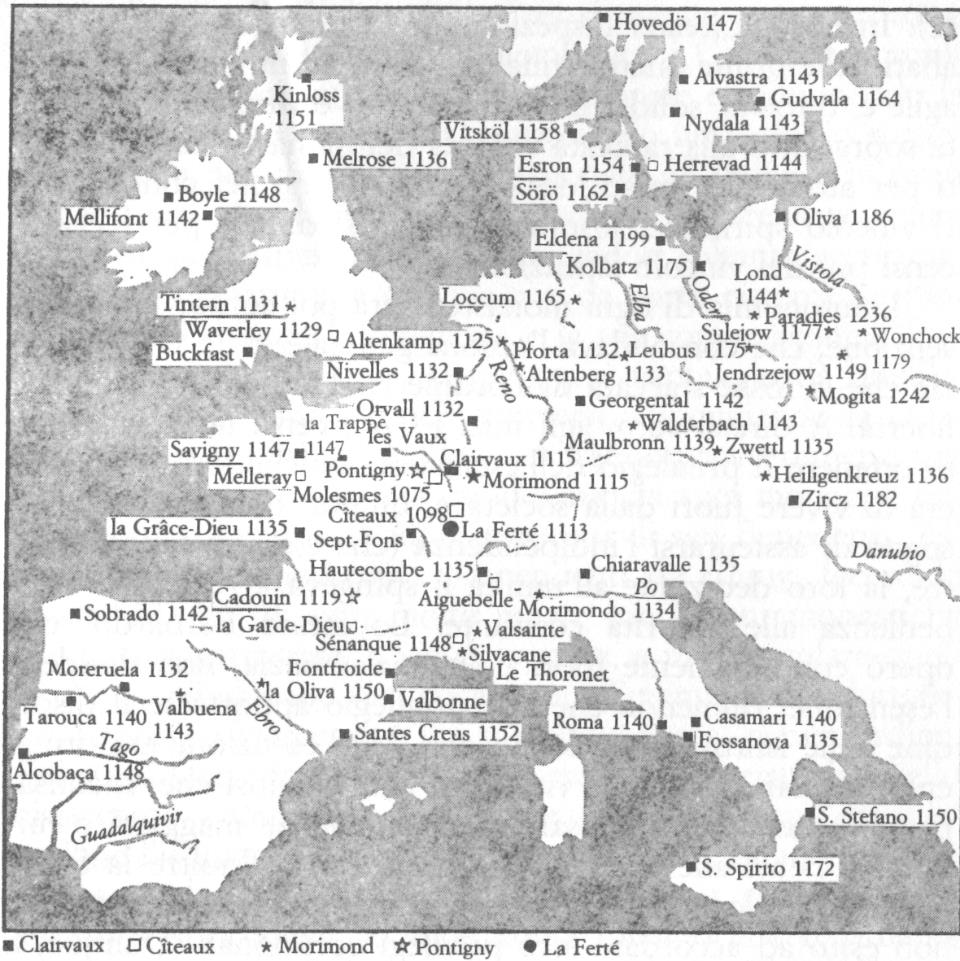 Hovedö 1147
Alvastra 1143
Gudvala 1164
Nydala 1143
Kinloss
1151
Vitsköl 1158
Melrose 1136
Esron 1154
Herrevad 1144
Sörö 1162
Boyle 1148
Mellifont 1142
Oliva 1186
Eldena 1199
Vistola
Kolbatz 1175
Oder
Lond
1144
Loccum 1165
Elba
Tintern 1131
Paradies 1236
Waverley 1129
Sulejow 1177
Wonchock
1179
Altenkamp 1125
Pforta 1132
Leubus 1175
Buckfast
Jendrzejow 1149
Nivelles 1132
Reno
Altenberg 1133
Mogita 1242
Georgental 1142
Orvall 1132
la Trappe
1147
Walderbach 1143
les Vaux
Maulbronn 1139
Zwettl 1135
Savigny 1147
Clairvaux 1115
Pontigny
Melleray
Morimond 1115
Heiligenkreuz 1136
Molesmes 1075
Zircz 1182
Cîteaux 1098
la Grâce-Dieu 1135
La Ferté 1113
Sept-Fons
Danubio
Hautecombe 1135
Chiaravalle 1135
Po
Cadouin 1119
Aiguebelle
Morimondo 1134
Sobrado 1142
la Garde-Dieu
Valsainte
Sénanque 1148
Silvacane
Moreruela 1132
Fontfroide
Le Thoronet
la Oliva 1150
Valbonne
Tarouca 1140
Valbuena
1143
Ebro
Roma 1140
Casamari 1140
Santes Creus 1152
Fossanova 1135
Tago
Alcobaça 1148
Guadalquivir
S. Stefano 1150
S. Spirito 1172
Clairvaux Cîteaux Morimond Pontigny La Ferté